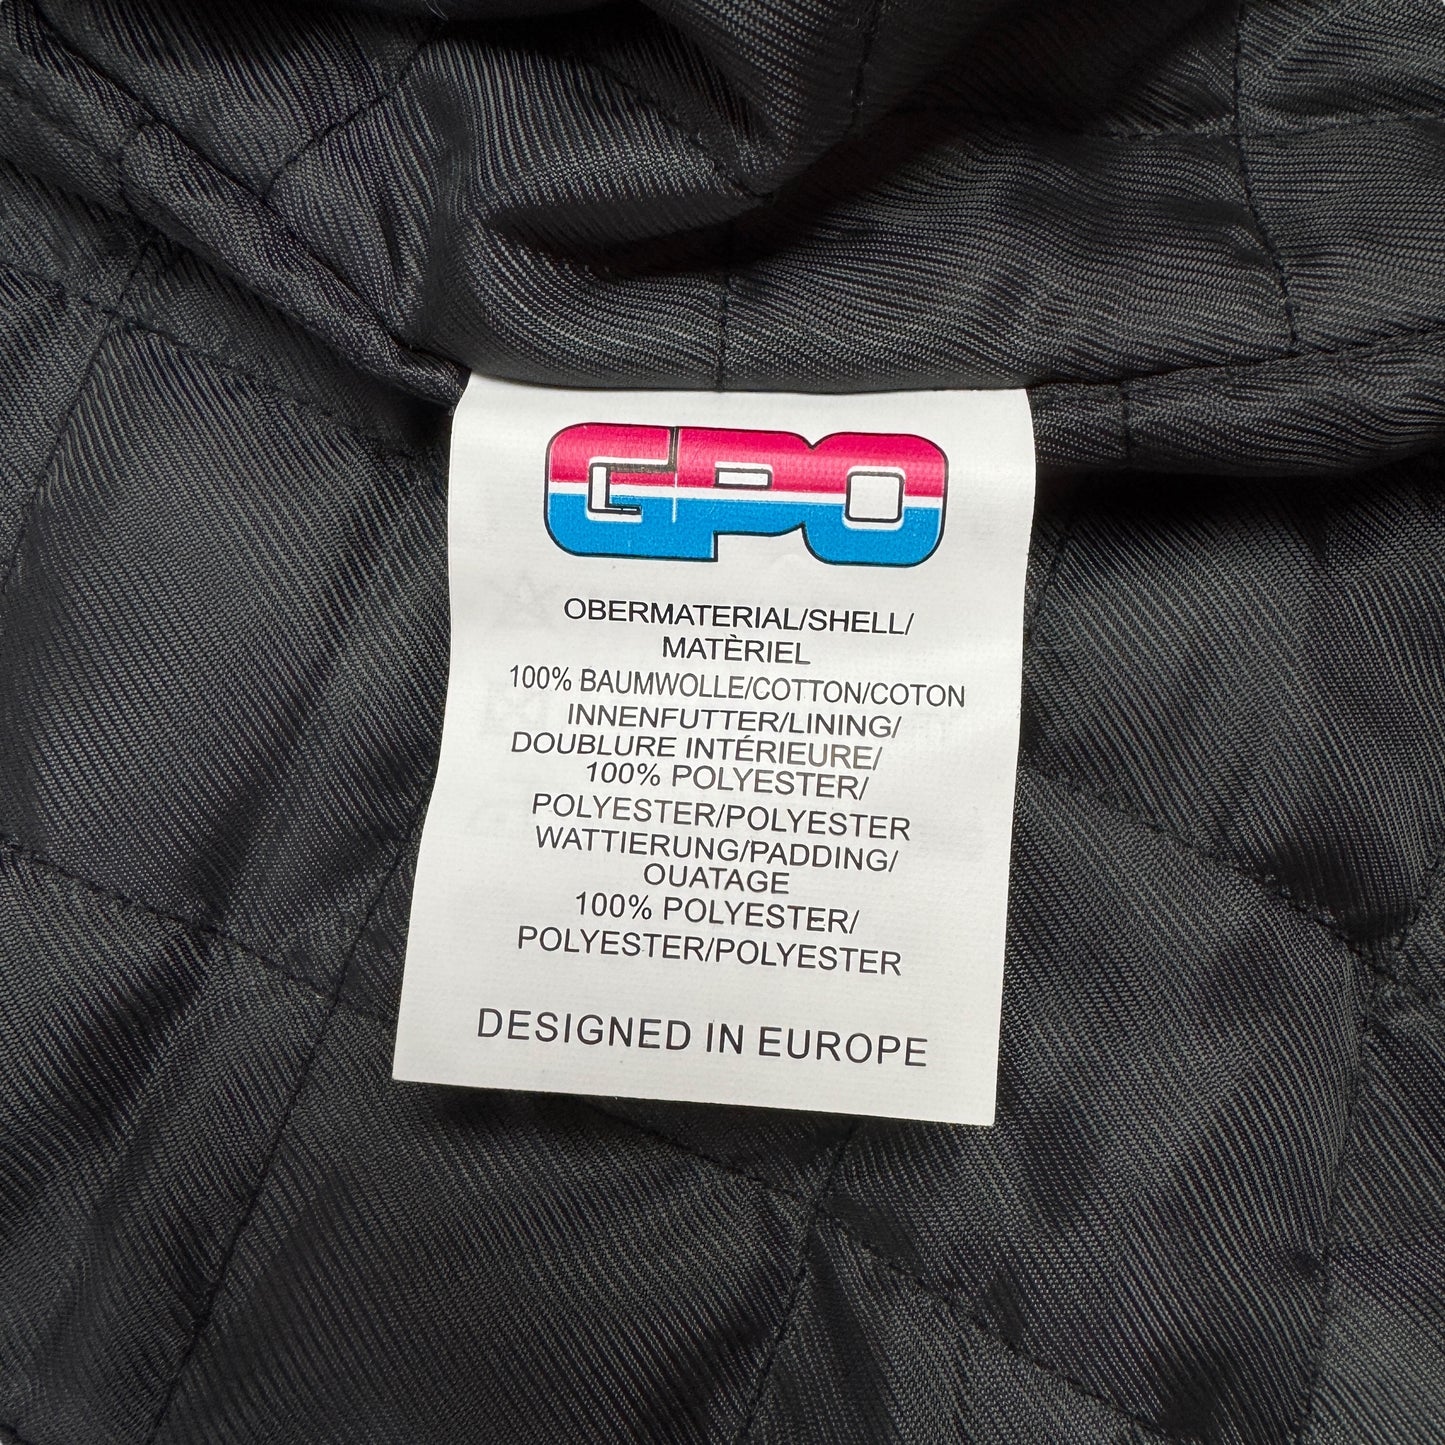 GPO
OBERMATERIAL/SHELL/
MATÈRIEL
100% BAUMWOLLE/COTTON/COTON
INNENFUTTER/LINING/
DOUBLURE INTÉRIEURE/
100% POLYESTER/
POLYESTER/POLYESTER
WATTIERUNG/PADDING/
OUATAGE
100% POLYESTER/
POLYESTER/POLYESTER
DESIGNED IN EUROPE